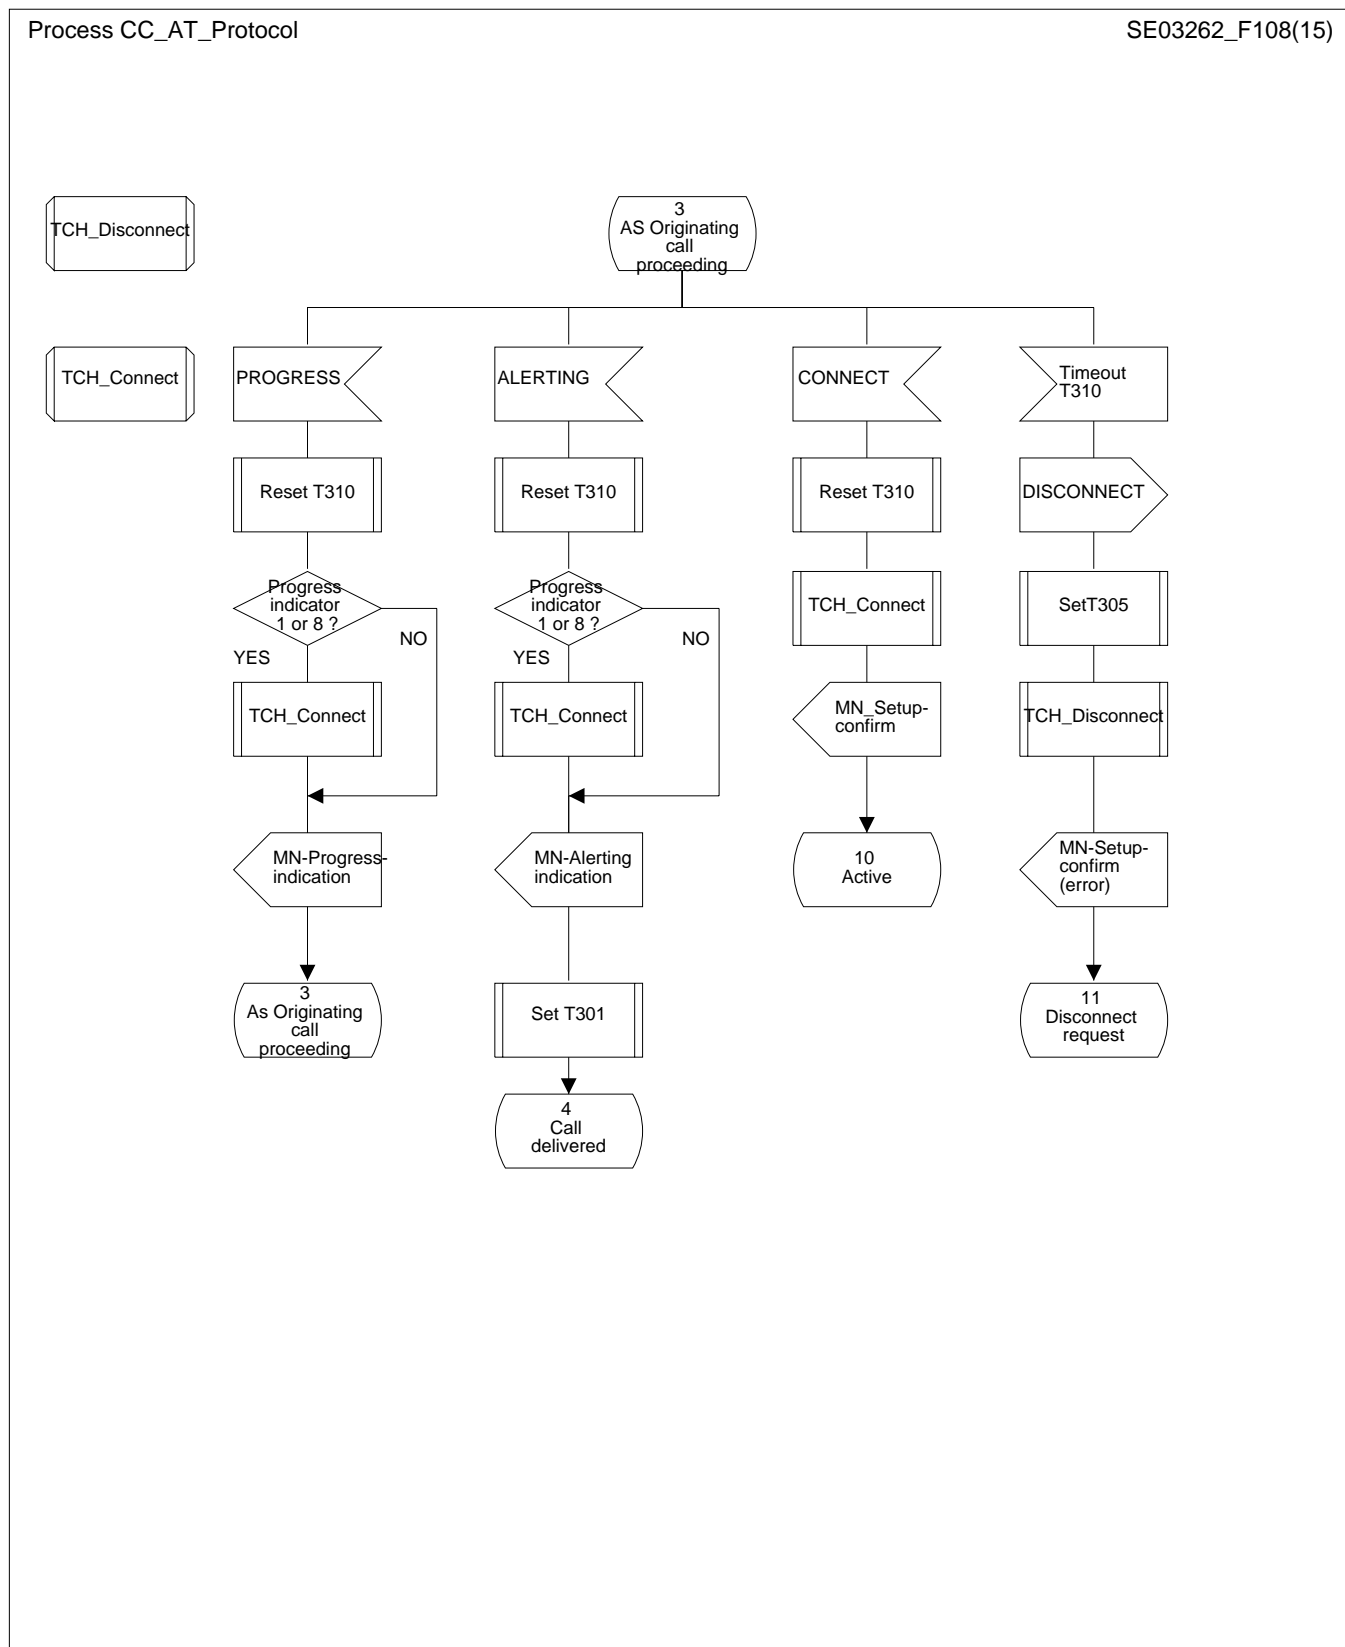 Process CC_AT_Protocol
SE03262_F108(15)
TCH_Disconnect
3
AS Originating
call
proceeding
TCH_Connect
PROGRESS
ALERTING
CONNECT
Timeout
T310
Reset T310
Reset T310
Reset T310
DISCONNECT
Progress
indicator
1 or 8 ?
NO
YES
Progress
indicator
1 or 8 ?
NO
YES
TCH_Connect
SetT305
TCH_Connect
TCH_Connect
MN_Setup-
confirm
TCH_Disconnect
MN-Progress-
indication
MN-Alerting
indication
10
Active
MN-Setup-
confirm
(error)
3
As Originating
call
proceeding
Set T301
11
Disconnect
request
4
Call
delivered